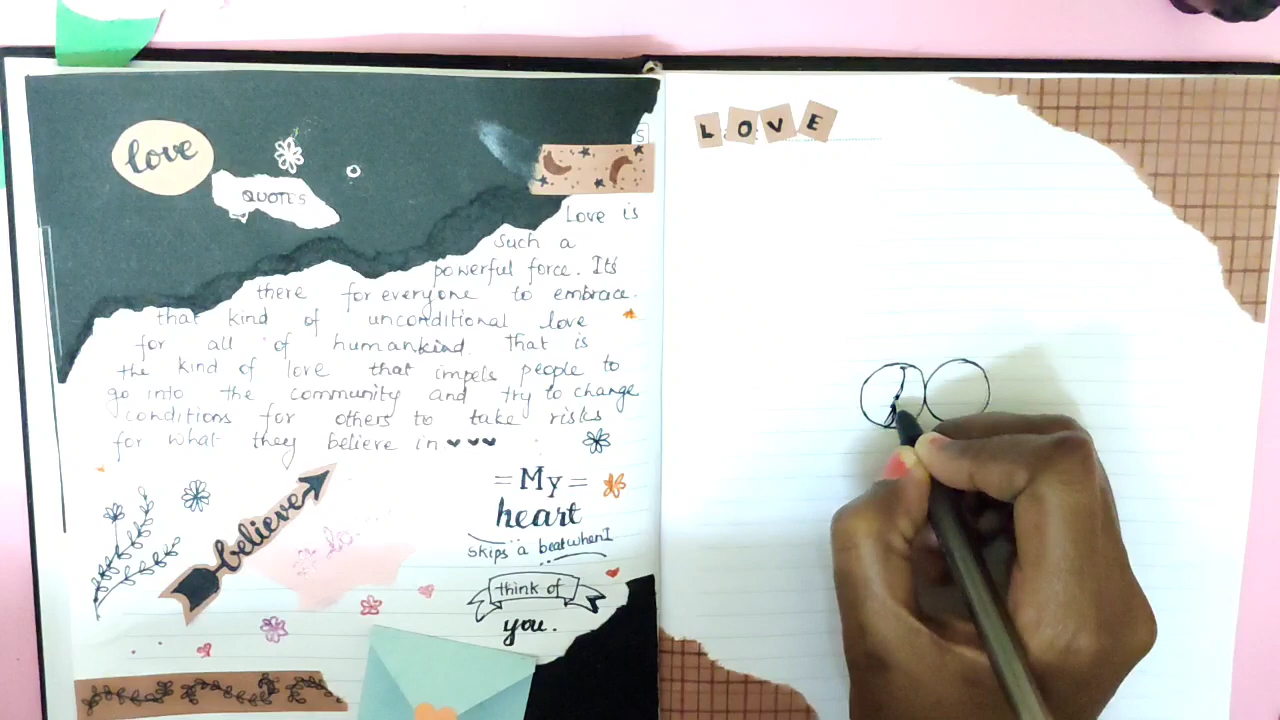 love
QUOTES
S
Love is
such a
powerful force. It's
there for everyone to embrace.
that kind of unconditional love
for all of humankind. That is
the kind of love that impels people to
go into the community and try to change
conditions for others to take risks
for what they believe in
believe
lo
= My =
heart
skips a beat when I
think of
you.
LOVE